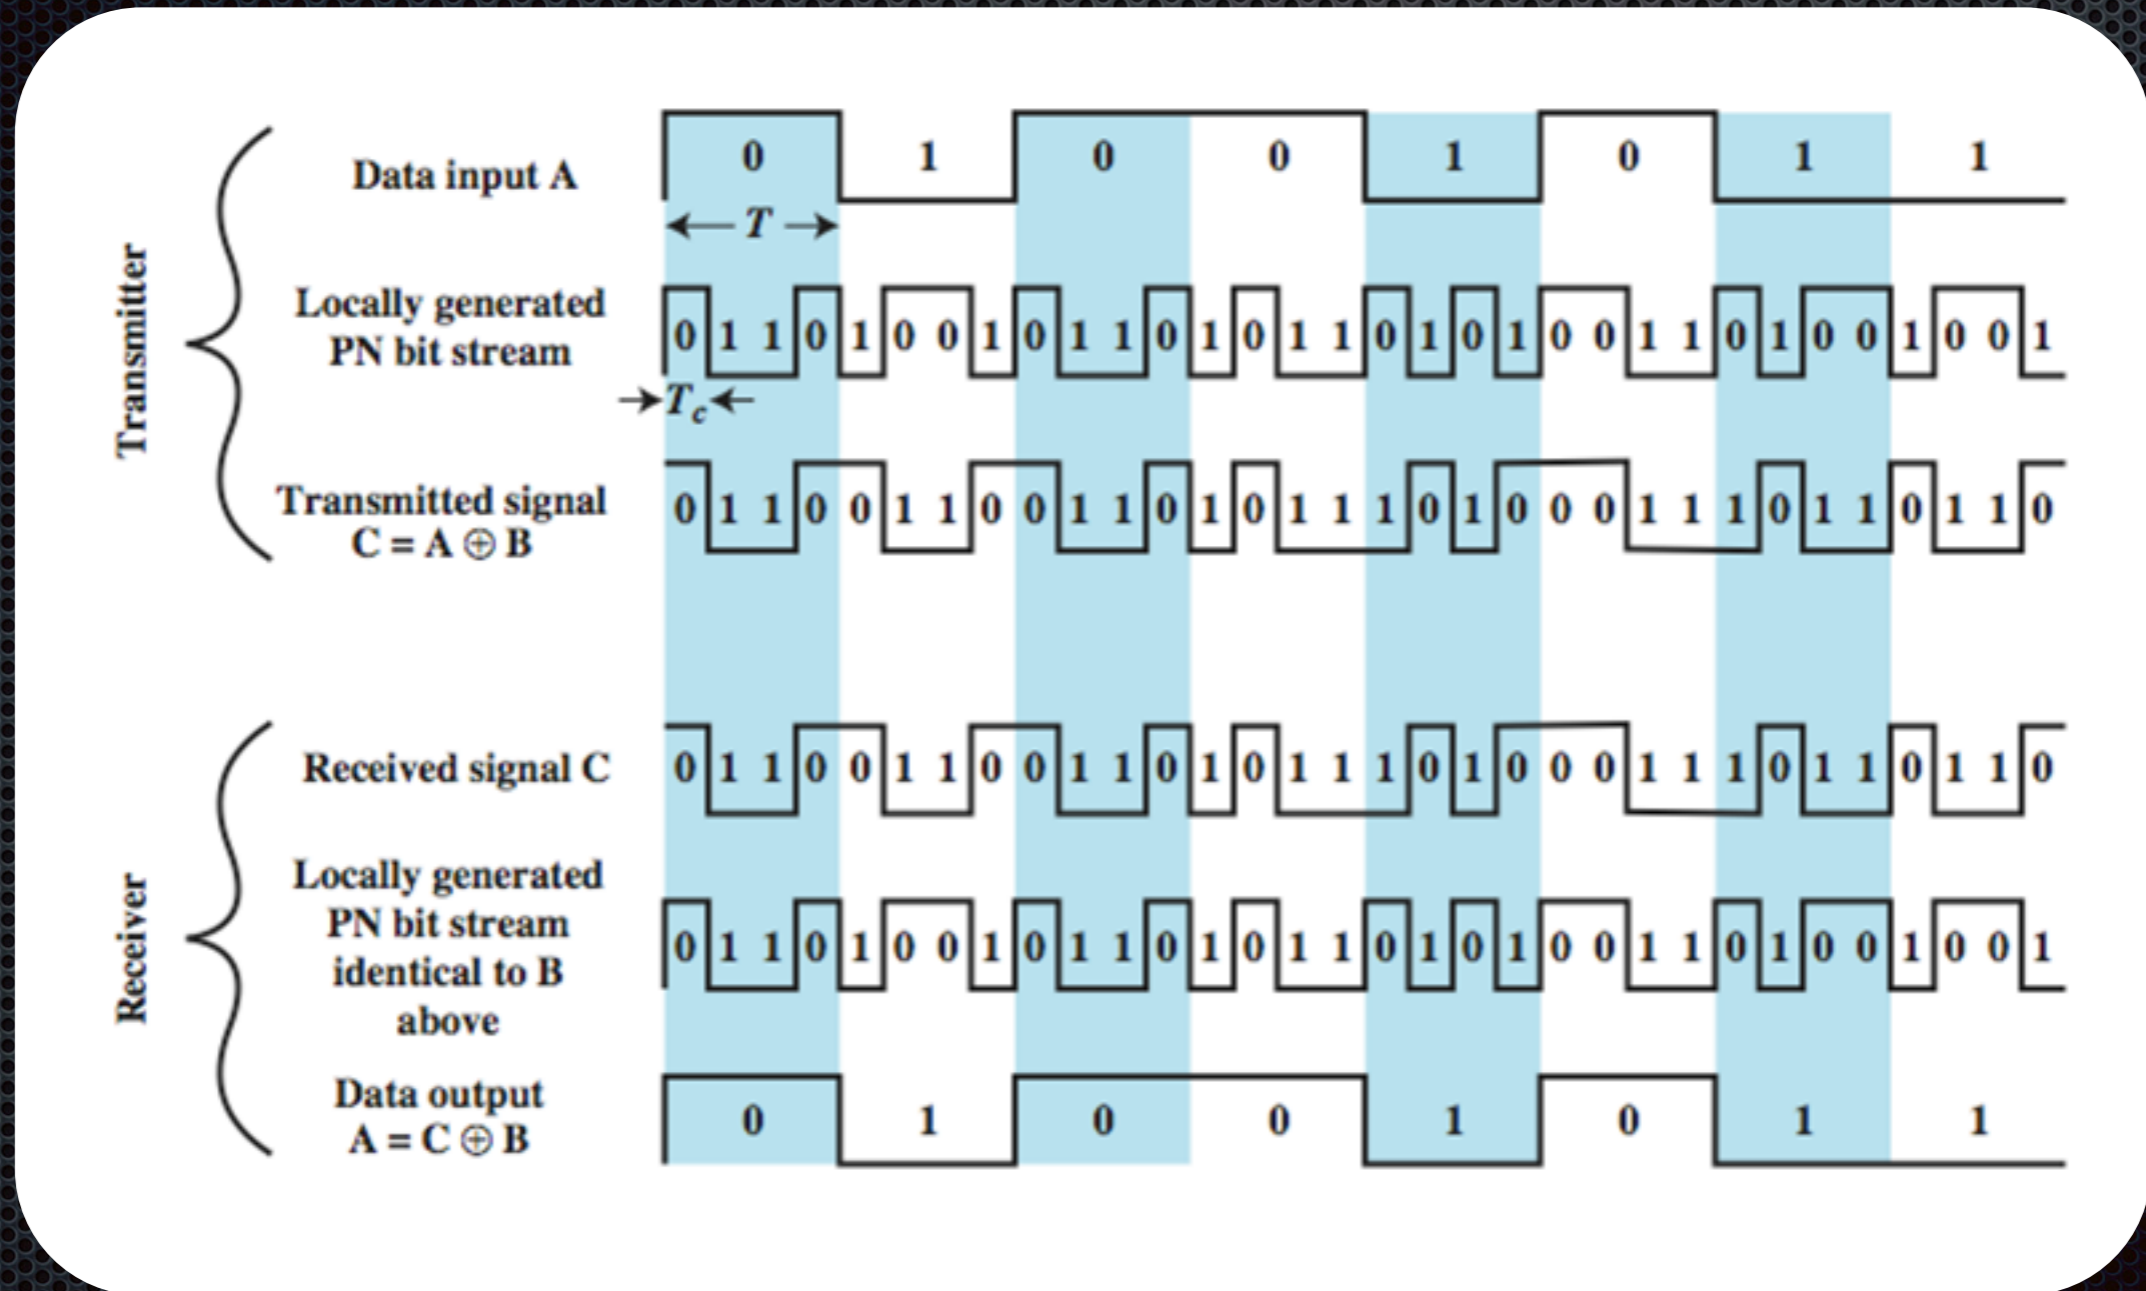 Transmitter
Data input A
0 1 0 0 1 0 1 1
T
Locally generated
PN bit stream
0 1 1 0 1 0 0 1 0 1 1 0 1 0 1 1 0 1 0 1 0 0 1 1 0 1 0 0 1 0 0 1
Tc
Transmitted signal
C = A ⊕ B
0 1 1 0 0 1 1 0 0 1 1 0 1 0 1 1 1 0 1 0 0 0 1 1 1 0 1 1 0 1 1 0
Receiver
Received signal C
0 1 1 0 0 1 1 0 0 1 1 0 1 0 1 1 1 0 1 0 0 0 1 1 1 0 1 1 0 1 1 0
Locally generated
PN bit stream
identical to B
above
0 1 1 0 1 0 0 1 0 1 1 0 1 0 1 1 0 1 0 1 0 0 1 1 0 1 0 0 1 0 0 1
Data output
A = C ⊕ B
0 1 0 0 1 0 1 1